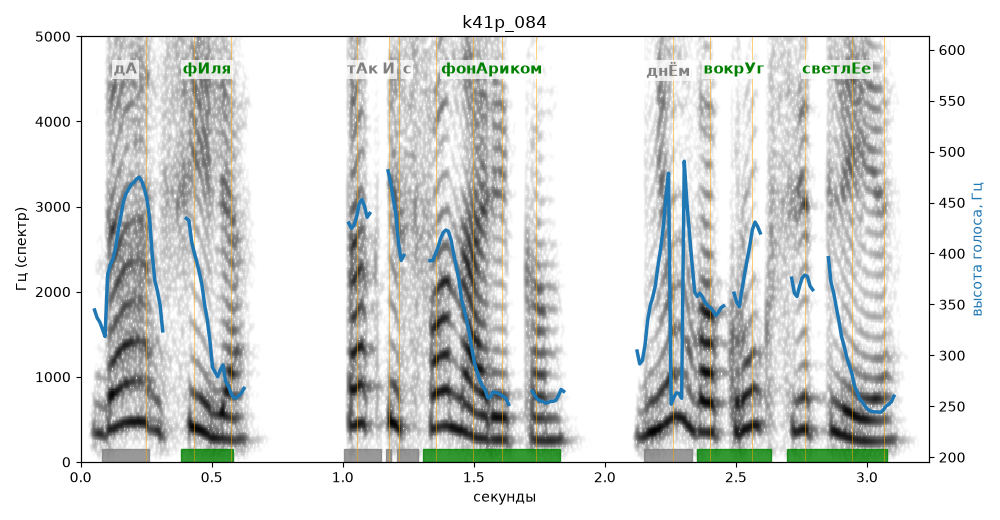 k41p_084
5000
4000
3000
2000
1000
0
Гц (спектр)
дА фИля тАк И с фонАриком днЁм вокрУг светлЕе
600
550
500
450
400
350
300
250
200
высота голоса, Гц
0.0 0.5 1.0 1.5 2.0 2.5 3.0
секунды